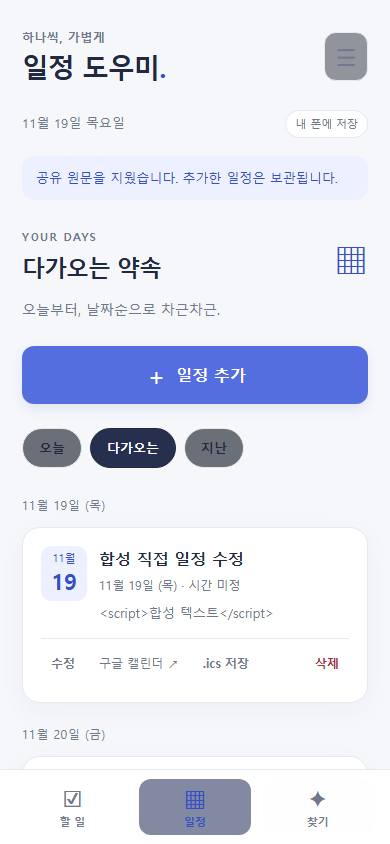 하나씩, 가볍게
일정 도우미.
11월 19일 목요일
내 폰에 저장
공유 원문을 지웠습니다. 추가한 일정은 보관됩니다.
YOUR DAYS
다가오는 약속
오늘부터, 날짜순으로 차근차근.
+ 일정 추가
오늘 다가오는 지난
11월 19일 (목)
11월
19
합성 직접 일정 수정
11월 19일 (목) · 시간 미정
<script>합성 텍스트</script>
수정 구글 캘린더 ↗ .ics 저장 삭제
11월 20일 (금)
할 일 일정 찾기